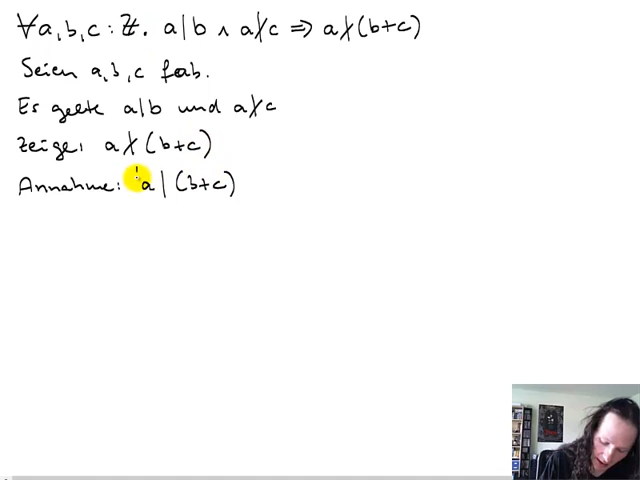 ∀a,b,c : ℤ. a|b ∧ a∤c ⇒ a∤(b+c)
Seien a,b,c fab.
Es gelte a|b und a∤c
Zeige: a∤(b+c)
Annahme: a|(b+c)